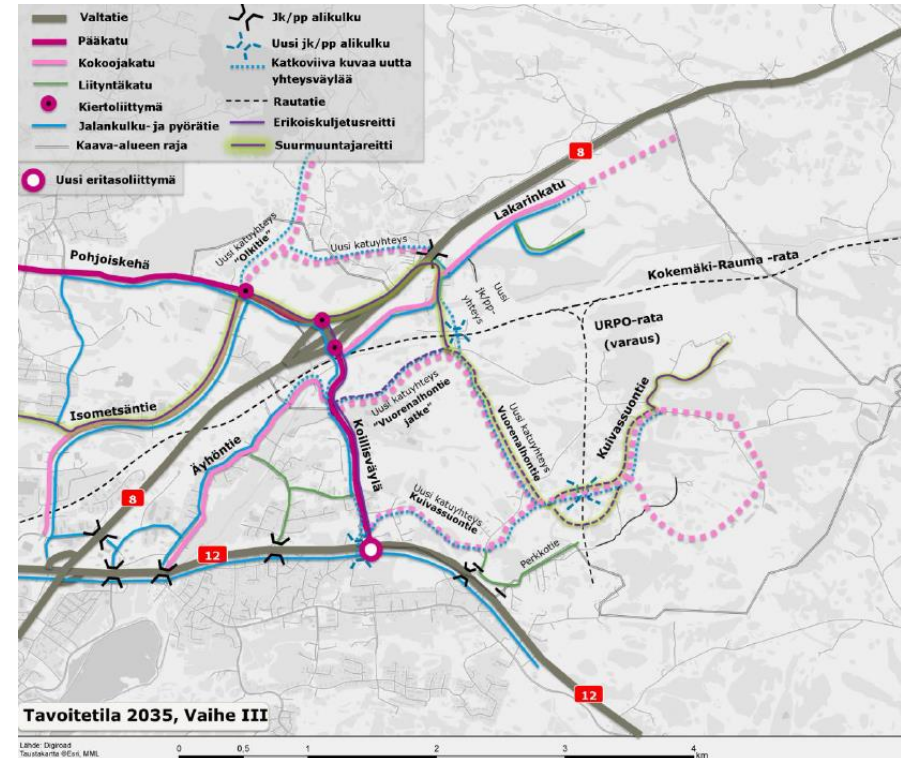 Valtatie
Pääkatu
Kokoojakatu
Liityntäkatu
Kiertoliittymä
Jalankulku- ja pyörätie
Kaava-alueen raja
Uusi eritasoliittymä
Jk/pp alikulku
Uusi jk/pp alikulku
Katkoviiva kuvaa uutta
yhteysväylää
Rautatie
Erikoiskuljetusreitti
Suurmuuntajareitti
8
Lakarinkatu
Uusi katuyhteys
"Olkitie"
Uusi katuyhteys
Pohjoiskehä
Kokemäki-Rauma -rata
Uusi
jk/pp-
yhteys
URPO-rata
(varaus)
Isometsäntie
Uusi katuyhteys
"Vuorenalhontie
jatke"
Uusi katuyhteys
Vuorenalhontie
Kuivassuontie
Äyhöntie
Koillisväylä
8
Uusi katuyhteys
Kuivassuontie
12
Perkkotie
12
Tavoitetila 2035, Vaihe III
Lähde: Digiroad
Taustakartta ©Esri, MML
0 0,5 1 2 3 4
km